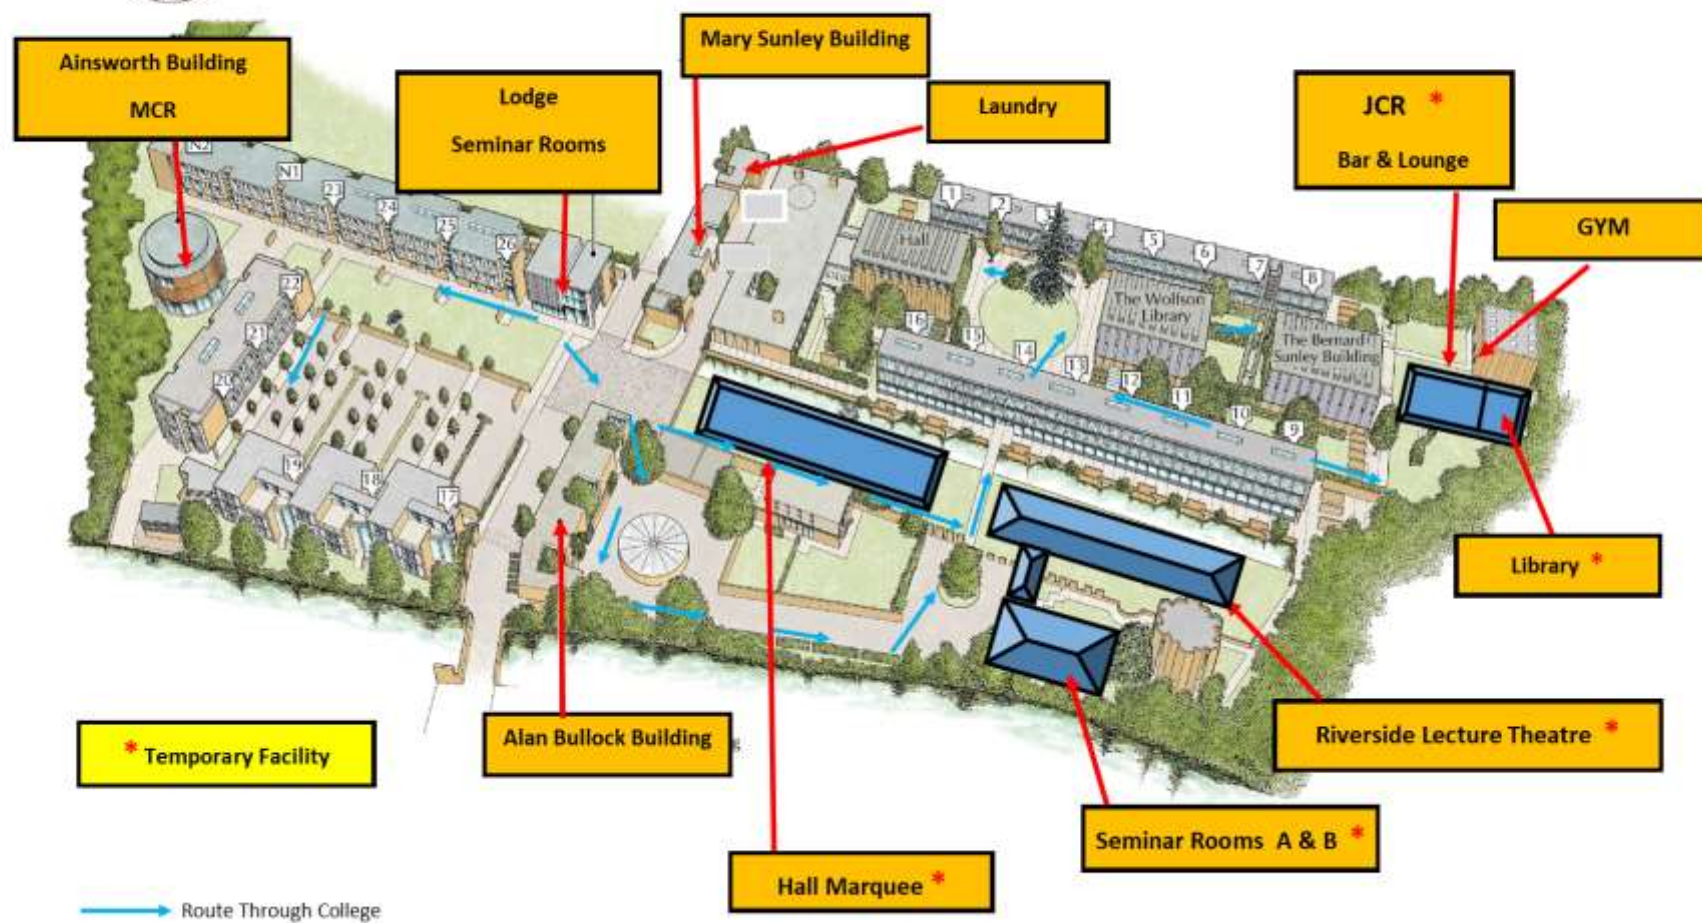 Ainsworth Building
MCR
Lodge
Seminar Rooms
Mary Sunley Building
Laundry
JCR *
Bar & Lounge
GYM
N2
N1
23
24
25
26
22
21
20
19
18
17
Hall
1
2
3
4
5
6
7
8
The Wolfson
Library
The Bernard
Sunley Building
16
15
14
13
12
11
10
9
Library *
Riverside Lecture Theatre *
Seminar Rooms A & B *
Hall Marquee *
Alan Bullock Building
* Temporary Facility
Route Through College